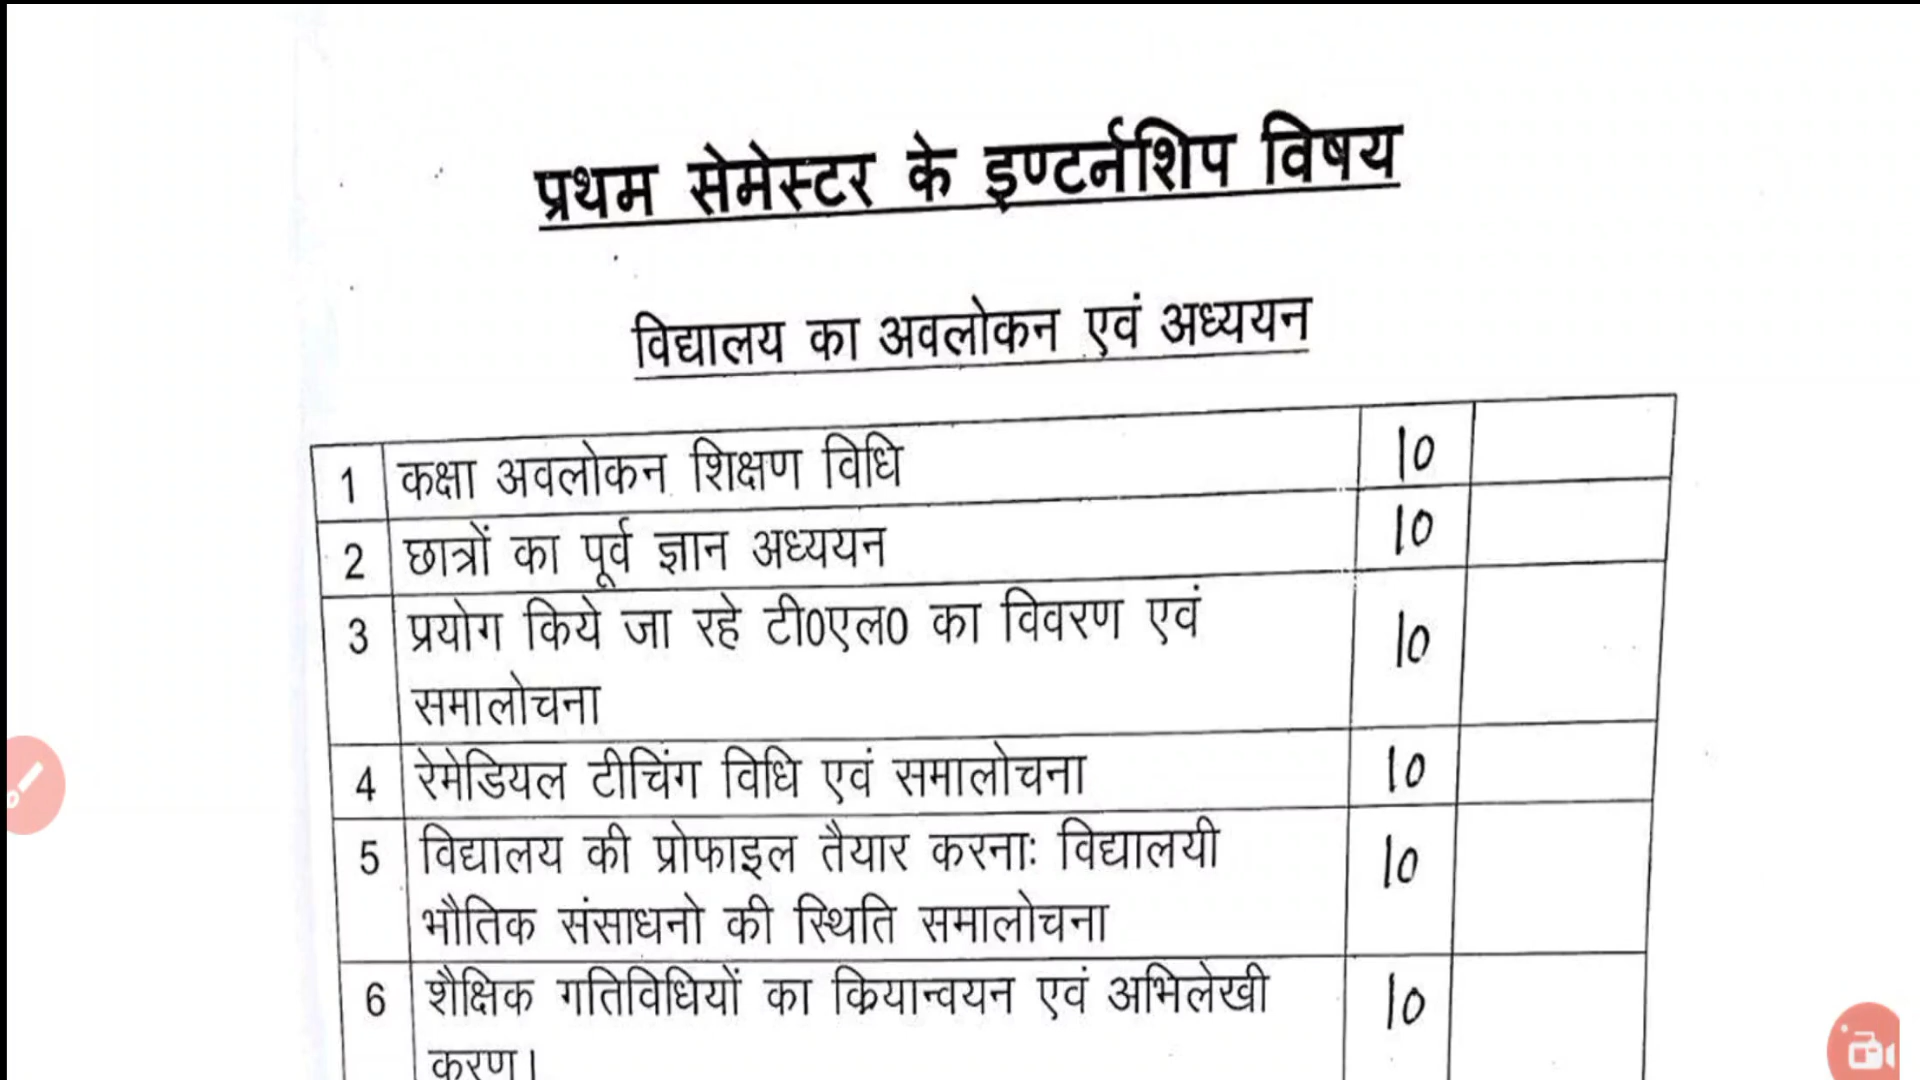 प्रथम सेमेस्टर के इण्टर्नशिप विषय
विद्यालय का अवलोकन एवं अध्ययन
1 कक्षा अवलोकन शिक्षण विधि 10
2 छात्रों का पूर्व ज्ञान अध्ययन 10
3 प्रयोग किये जा रहे टी0एल0 का विवरण एवं 10
समालोचना
4 रेमेडियल टीचिंग विधि एवं समालोचना 10
5 विद्यालय की प्रोफाइल तैयार करनाः विद्यालयी 10
भौतिक संसाधनो की स्थिति समालोचना
6 शैक्षिक गतिविधियों का क्रियान्वयन एवं अभिलेखी 10
करण।